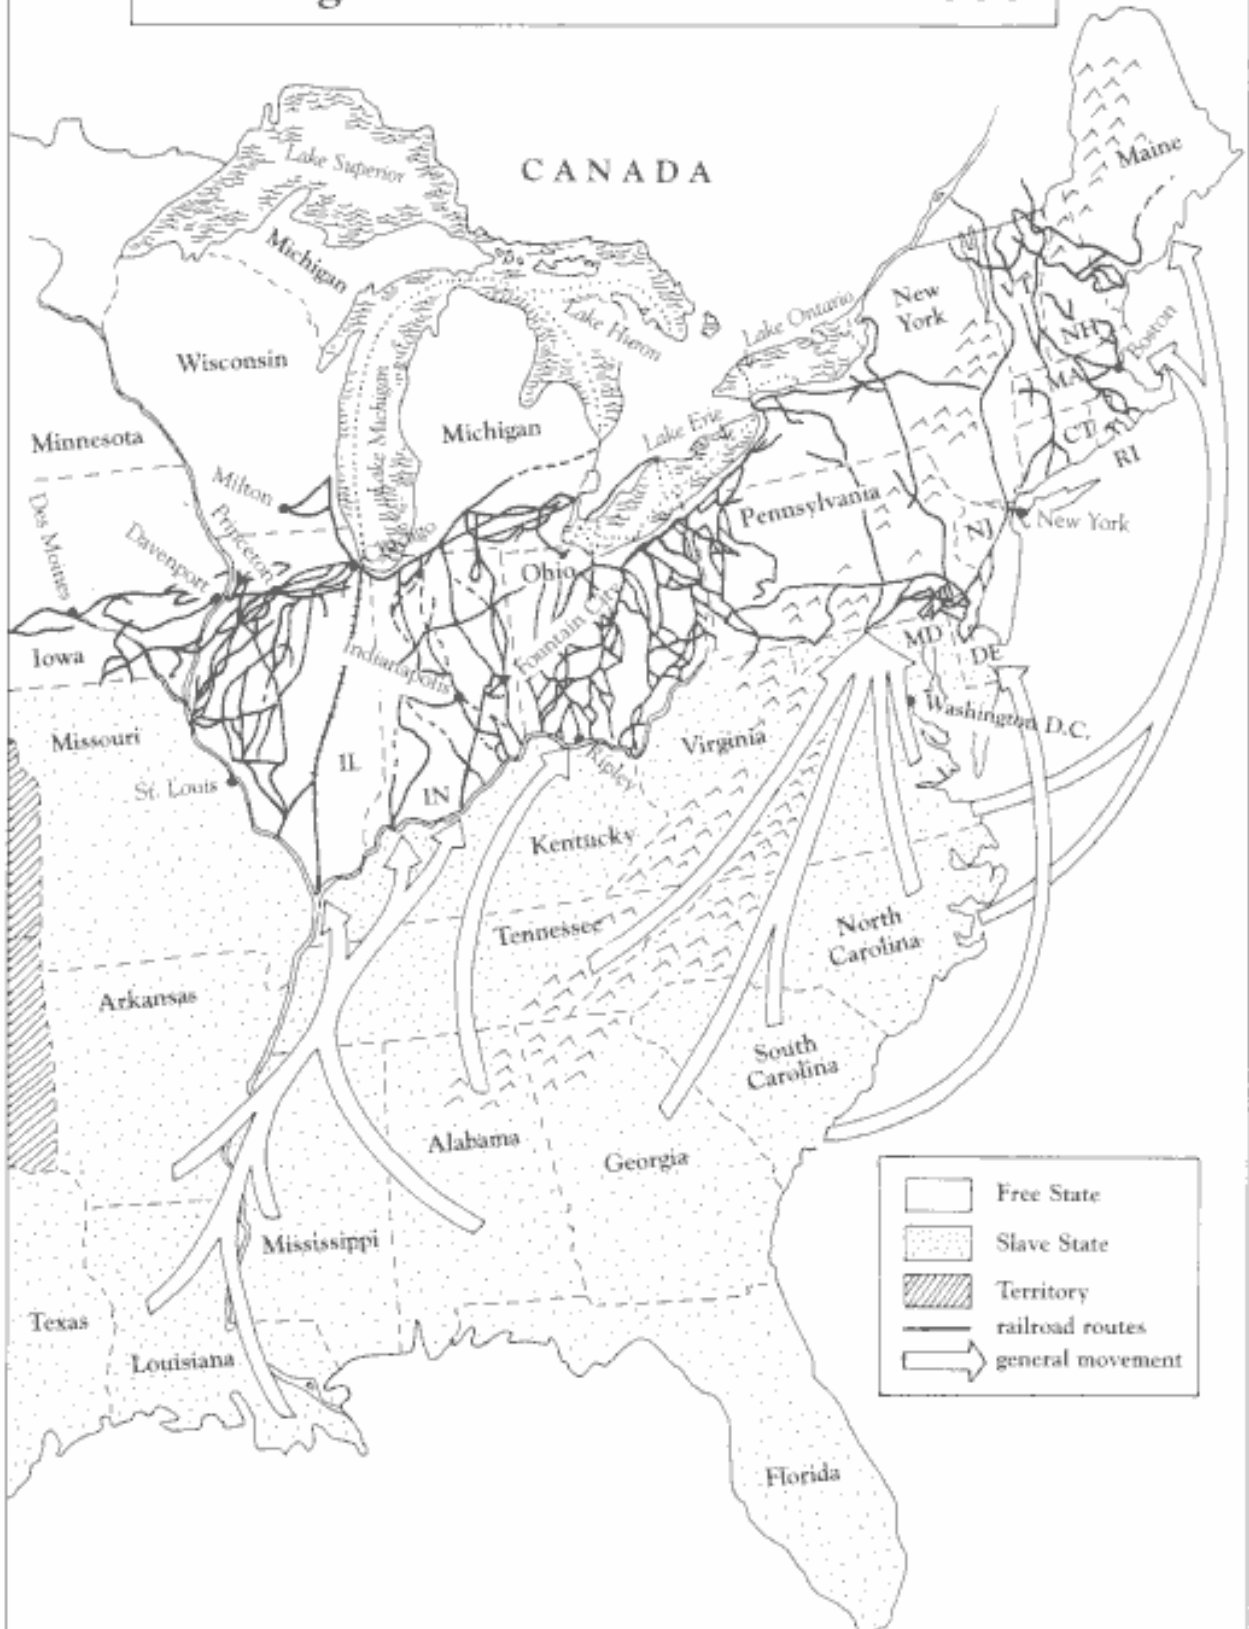 CANADA
Maine
Lake Superior
Michigan
Lake Huron
Lake Ontario
New
York
VT
NH
Boston
MA
CT
RI
Wisconsin
Lake Michigan
Michigan
Lake Erie
Minnesota
Milton
Princeton
Davenport
Des Moines
Pennsylvania
NJ
New York
Ohio
Fountain City
Indianapolis
Iowa
MD
DE
Washington D.C.
Missouri
St. Louis
IL
IN
Ripley
Virginia
Kentucky
Tennessee
North
Carolina
Arkansas
South
Carolina
Alabama
Georgia
Mississippi
Texas
Louisiana
Florida
Free State
Slave State
Territory
railroad routes
general movement